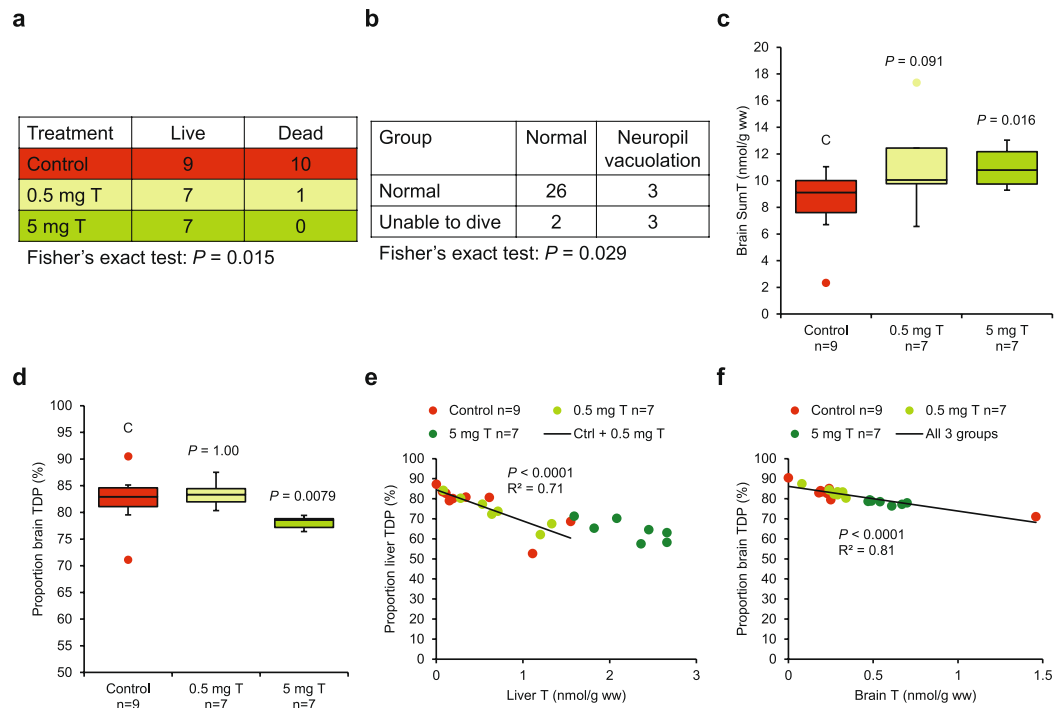 a
Treatment Live Dead
Control 9 10
0.5 mg T 7 1
5 mg T 7 0
Fisher's exact test: P = 0.015
b
Group Normal Neuropil
vacuolation
Normal 26 3
Unable to dive 2 3
Fisher's exact test: P = 0.029
c
Brain SumT (nmol/g ww)
20
18
16
14
12
10
8
6
4
2
0
C
P = 0.091
P = 0.016
Control 0.5 mg T 5 mg T
n=9 n=7 n=7
d
Proportion brain TDP (%)
100
95
90
85
80
75
70
65
60
55
50
C
P = 1.00
P = 0.0079
Control 0.5 mg T 5 mg T
n=9 n=7 n=7
e
Control n=9 0.5 mg T n=7
5 mg T n=7 Ctrl + 0.5 mg T
Proportion liver TDP (%)
100
90
80
70
60
50
40
30
20
10
0
P < 0.0001
R² = 0.71
0 1 2 3
Liver T (nmol/g ww)
f
Control n=9 0.5 mg T n=7
5 mg T n=7 All 3 groups
Proportion brain TDP (%)
100
90
80
70
60
50
40
30
20
10
0
P < 0.0001
R² = 0.81
0 0.5 1 1.5
Brain T (nmol/g ww)